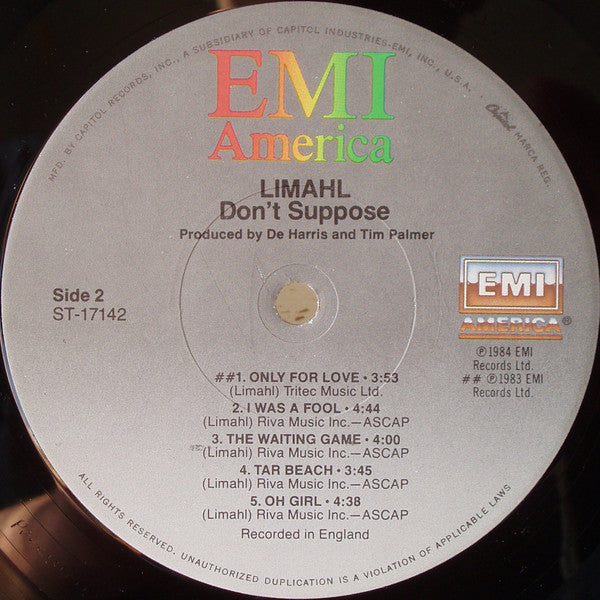 MFD. BY CAPITOL RECORDS, INC., A SUBSIDIARY OF CAPITOL INDUSTRIES-EMI, INC., U.S.A. Capitol MARCA REG.
EMI
America
LIMAHL
Don't Suppose
Produced by De Harris and Tim Palmer
Side 2
ST-17142
EMI
AMERICA®
℗1984 EMI
Records Ltd.
## ℗1983 EMI
Records Ltd.
##1. ONLY FOR LOVE • 3:53
(Limahl) Tritec Music Ltd.
2. I WAS A FOOL • 4:44
(Limahl) Riva Music Inc.—ASCAP
3. THE WAITING GAME • 4:00
(Limahl) Riva Music Inc.—ASCAP
4. TAR BEACH • 3:45
(Limahl) Riva Music Inc.—ASCAP
5. OH GIRL • 4:38
(Limahl) Riva Music Inc.—ASCAP
Recorded in England
ALL RIGHTS RESERVED. UNAUTHORIZED DUPLICATION IS A VIOLATION OF APPLICABLE LAWS